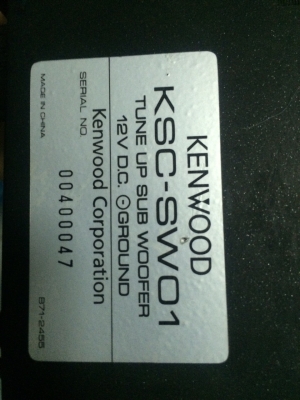 KENWOOD
KSC-SW01
TUNE UP SUB WOOFER
12V D.C. ⊖GROUND
Kenwood Corporation
SERIAL NO. 00400047
MADE IN CHINA B71-2455